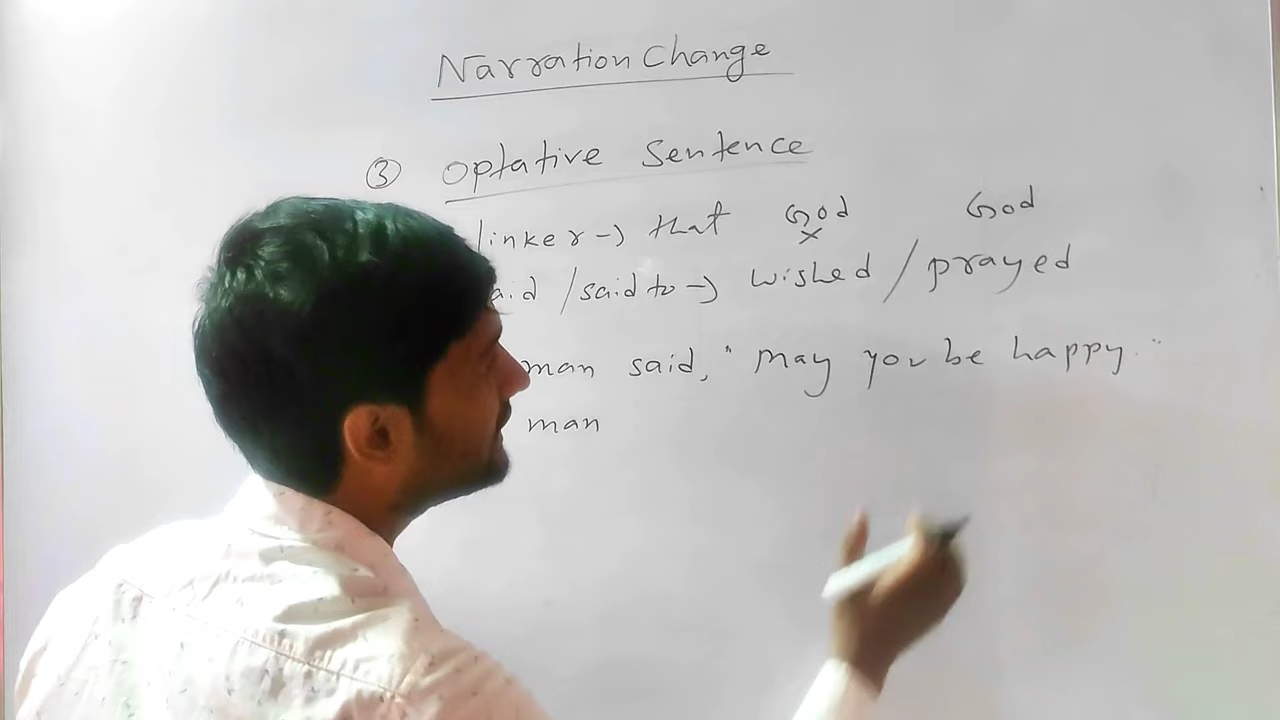 Narration Change
③ Optative Sentence
linker → that God God
×
said / said to → wished / prayed
man said, "May you be happy."
man